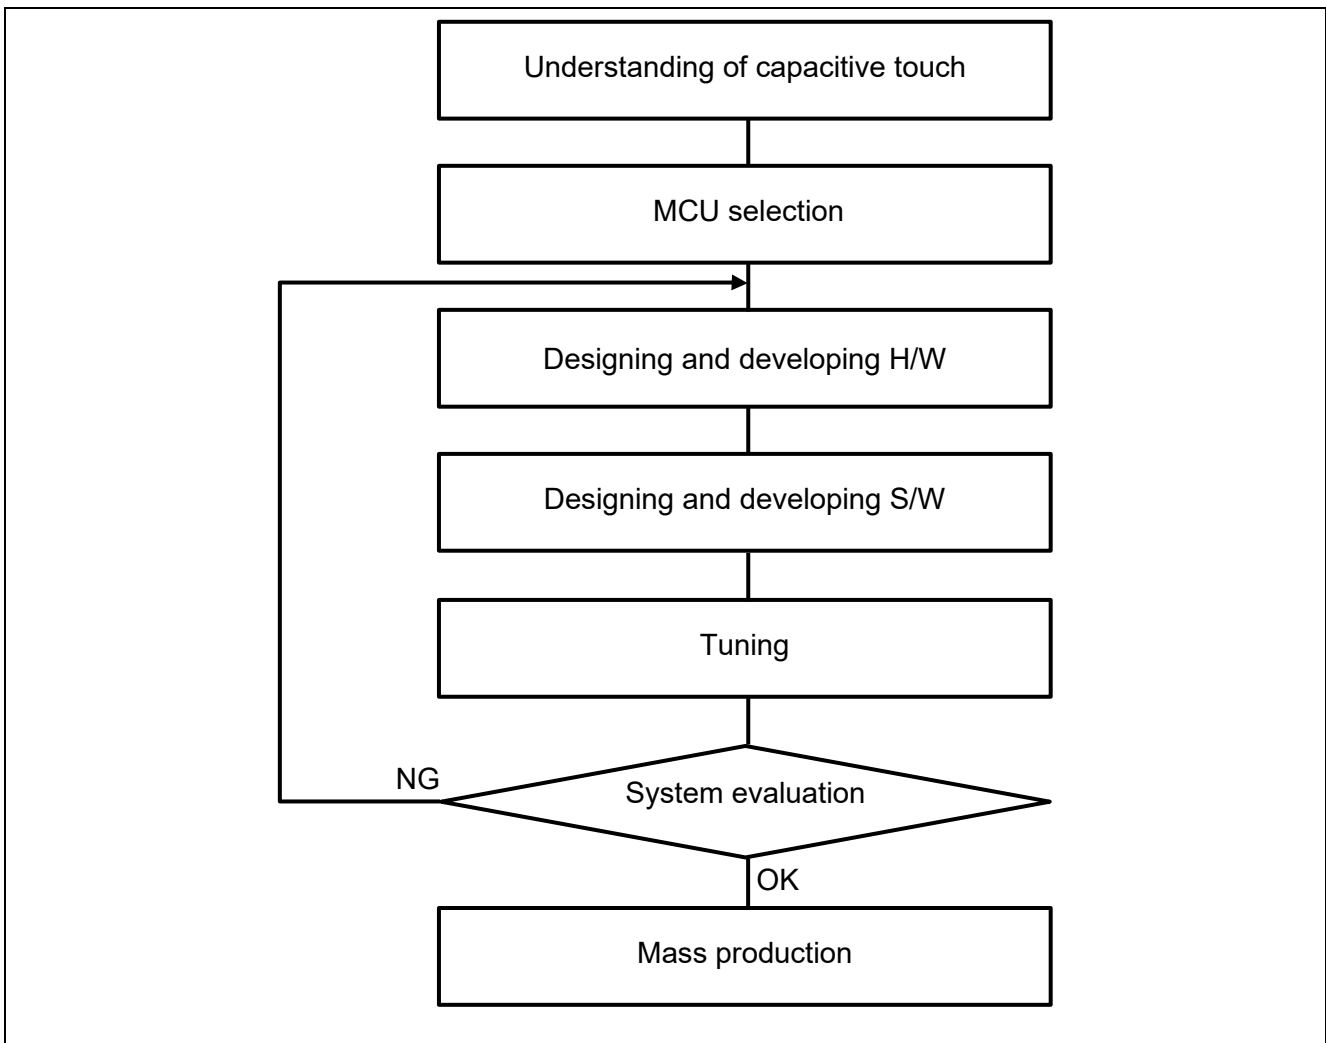 Understanding of capacitive touch
MCU selection
Designing and developing H/W
Designing and developing S/W
Tuning
NG
System evaluation
OK
Mass production